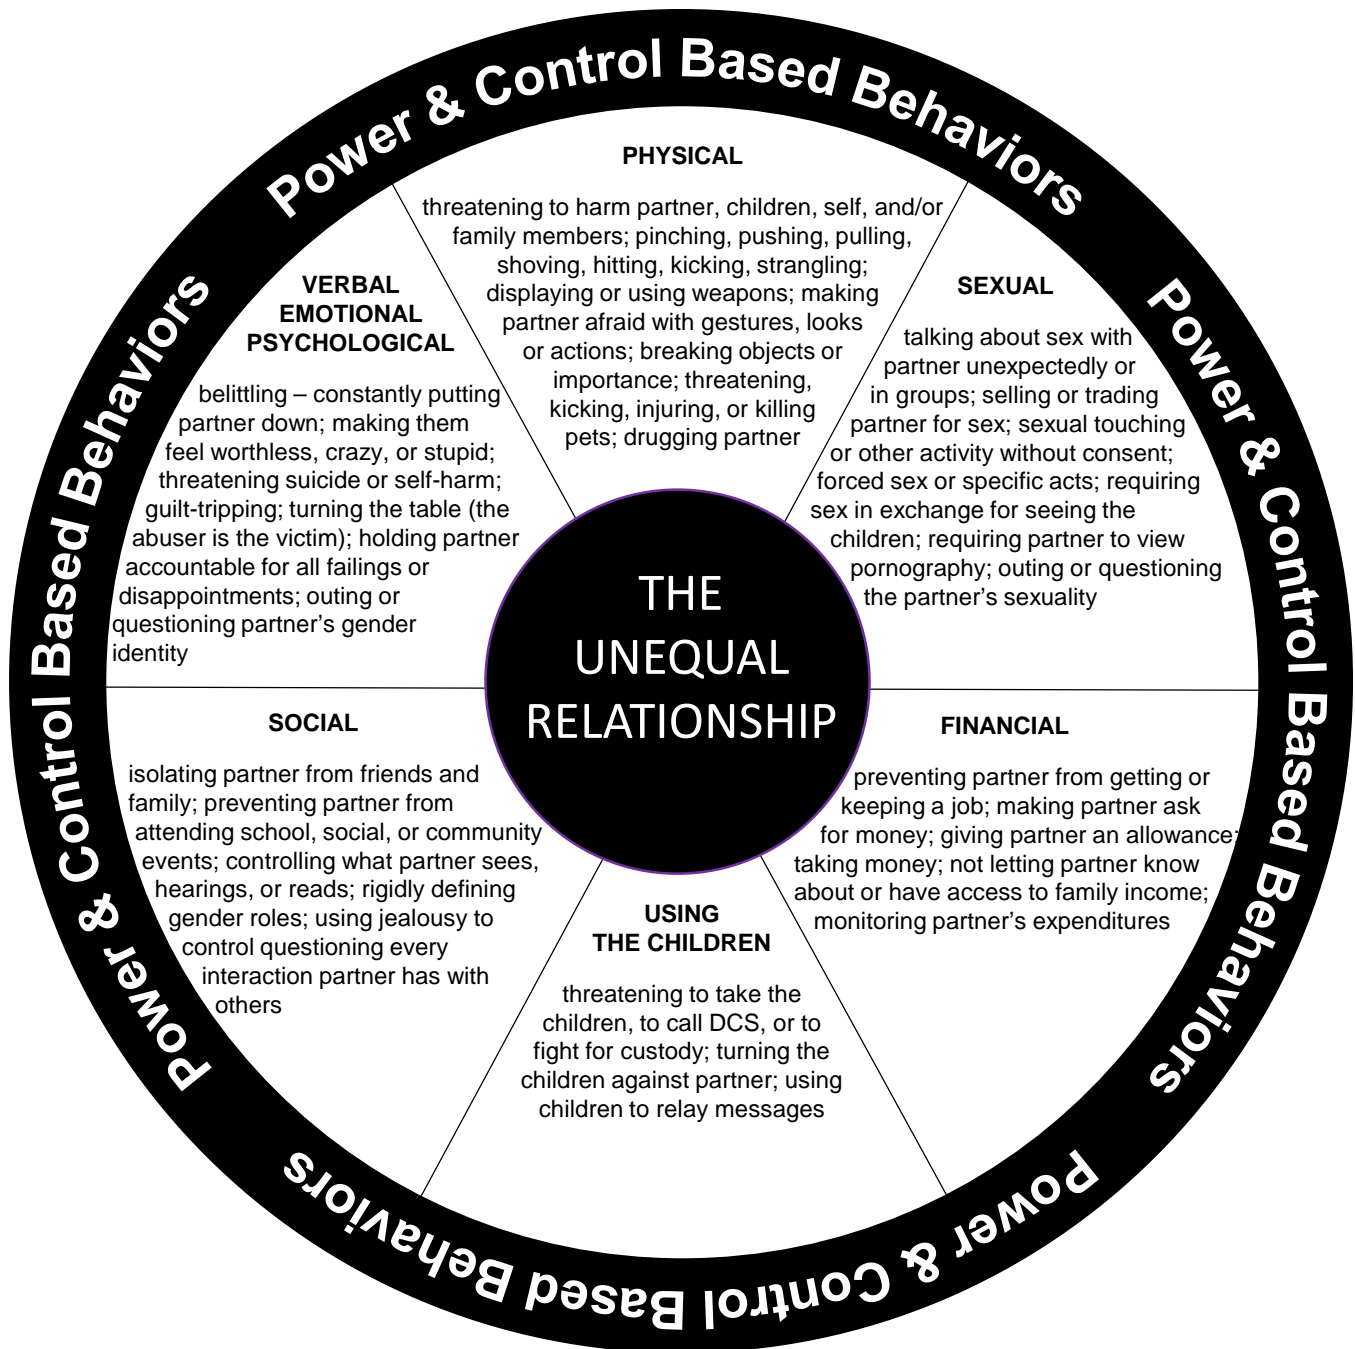 Power & Control Based Behaviors
Power & Control Based Behaviors
Power & Control Based Behaviors
Power & Control Based Behaviors
PHYSICAL
threatening to harm partner, children, self, and/or
family members; pinching, pushing, pulling,
shoving, hitting, kicking, strangling;
displaying or using weapons; making
partner afraid with gestures, looks
or actions; breaking objects or
importance; threatening,
kicking, injuring, or killing
pets; drugging partner
SEXUAL
talking about sex with
partner unexpectedly or
in groups; selling or trading
partner for sex; sexual touching
or other activity without consent;
forced sex or specific acts; requiring
sex in exchange for seeing the
children; requiring partner to view
pornography; outing or questioning
the partner's sexuality
FINANCIAL
preventing partner from getting or
keeping a job; making partner ask
for money; giving partner an allowance;
taking money; not letting partner know
about or have access to family income;
monitoring partner's expenditures
USING
THE CHILDREN
threatening to take the
children, to call DCS, or to
fight for custody; turning the
children against partner; using
children to relay messages
SOCIAL
isolating partner from friends and
family; preventing partner from
attending school, social, or community
events; controlling what partner sees,
hearings, or reads; rigidly defining
gender roles; using jealousy to
control questioning every
interaction partner has with
others
VERBAL
EMOTIONAL
PSYCHOLOGICAL
belittling – constantly putting
partner down; making them
feel worthless, crazy, or stupid;
threatening suicide or self-harm;
guilt-tripping; turning the table (the
abuser is the victim); holding partner
accountable for all failings or
disappointments; outing or
questioning partner's gender
identity
THE
UNEQUAL
RELATIONSHIP